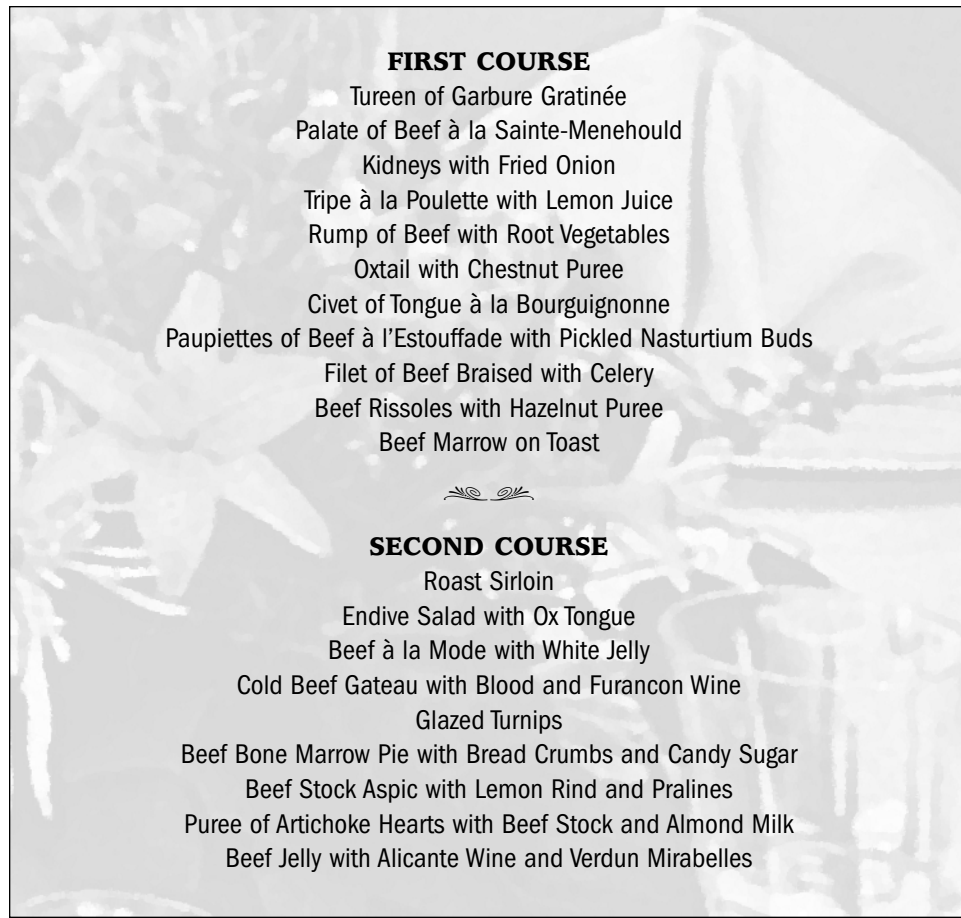 FIRST COURSE
Tureen of Garbure Gratinée
Palate of Beef à la Sainte-Menehould
Kidneys with Fried Onion
Tripe à la Poulette with Lemon Juice
Rump of Beef with Root Vegetables
Oxtail with Chestnut Puree
Civet of Tongue à la Bourguignonne
Paupiettes of Beef à l’Estouffade with Pickled Nasturtium Buds
Filet of Beef Braised with Celery
Beef Rissoles with Hazelnut Puree
Beef Marrow on Toast
SECOND COURSE
Roast Sirloin
Endive Salad with Ox Tongue
Beef à la Mode with White Jelly
Cold Beef Gateau with Blood and Furancon Wine
Glazed Turnips
Beef Bone Marrow Pie with Bread Crumbs and Candy Sugar
Beef Stock Aspic with Lemon Rind and Pralines
Puree of Artichoke Hearts with Beef Stock and Almond Milk
Beef Jelly with Alicante Wine and Verdun Mirabelles